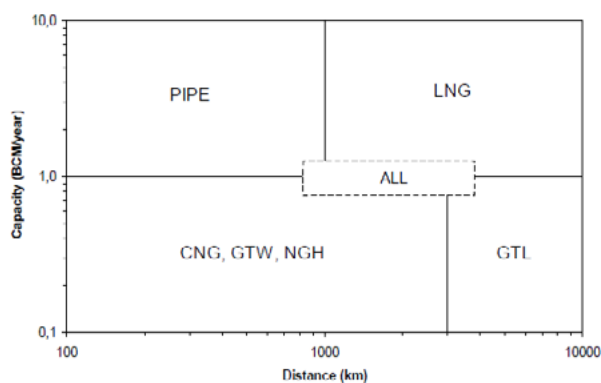 10,0
PIPE
LNG
Capacity (BCM/year)
1,0
ALL
CNG, GTW, NGH
GTL
0,1
100
1000
10000
Distance (km)